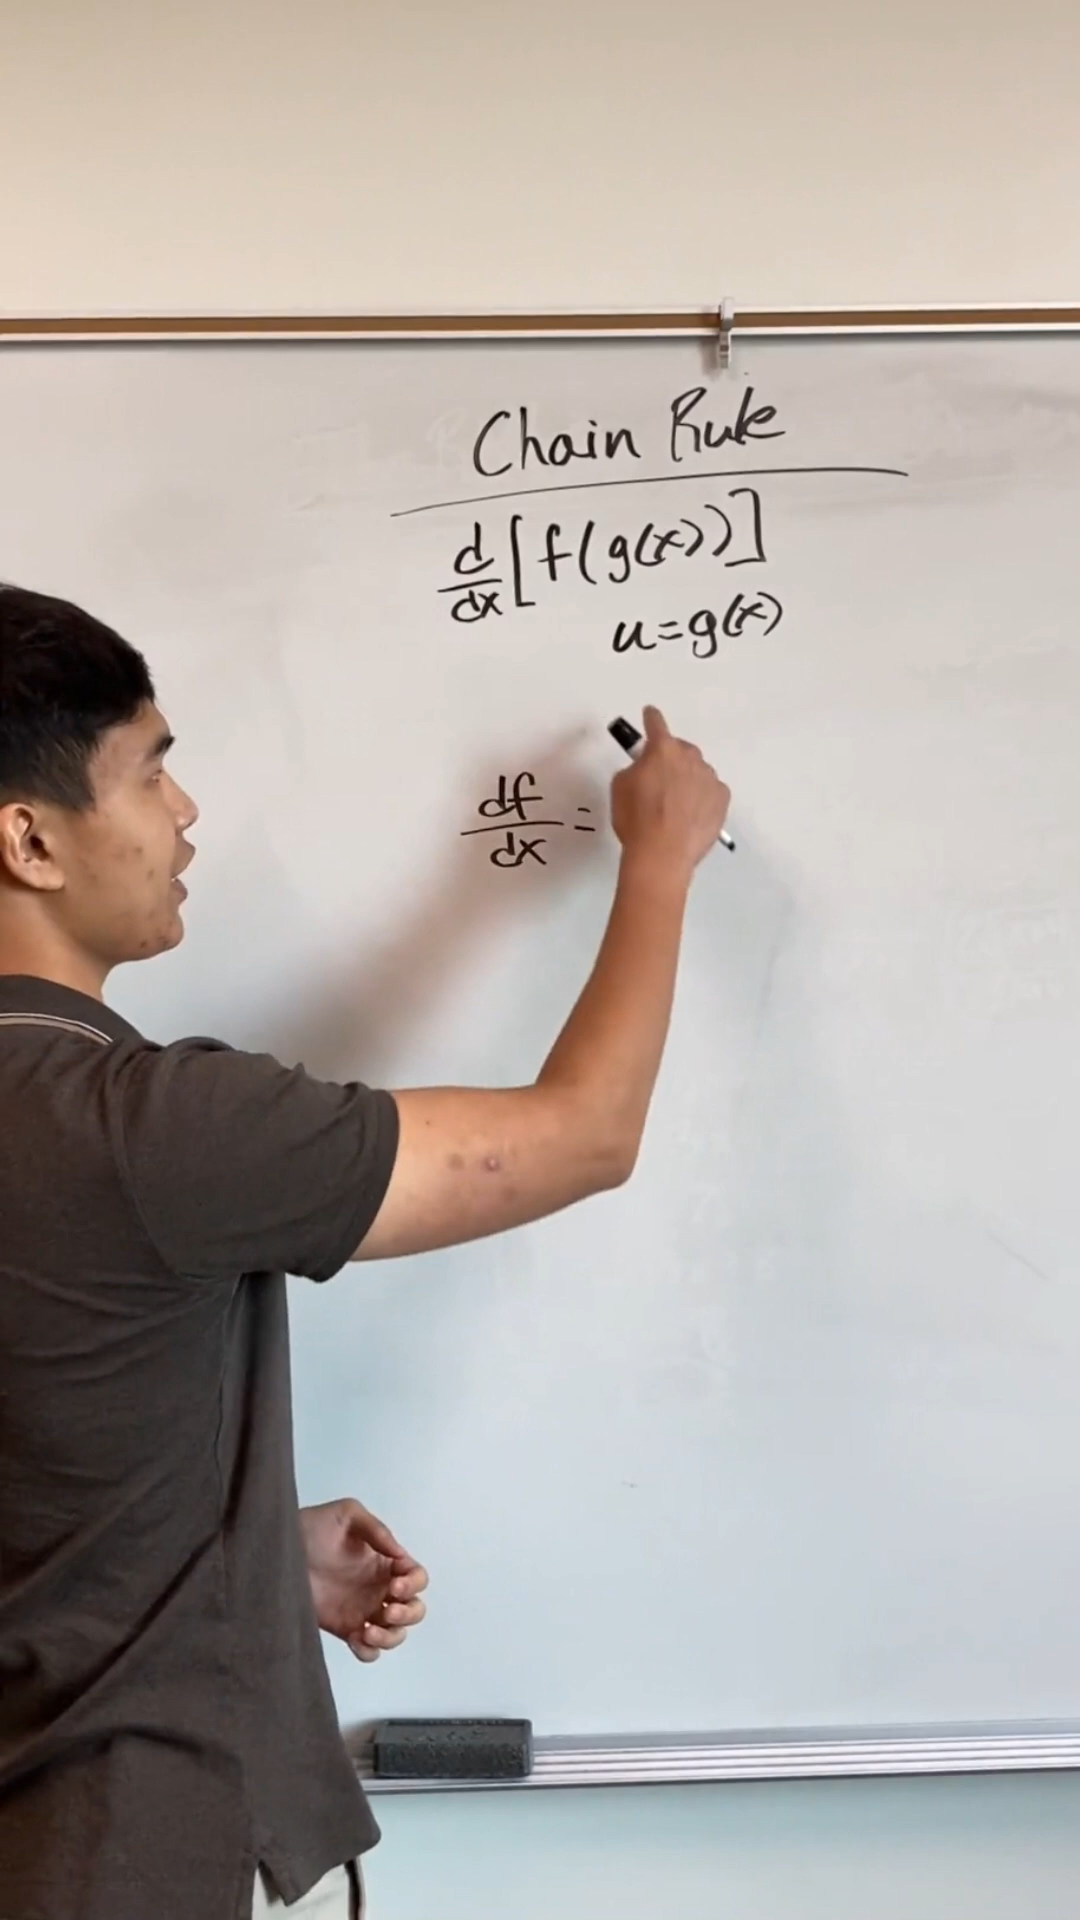 Chain Rule
d/dx [f(g(x))]
u=g(x)
df/dx =